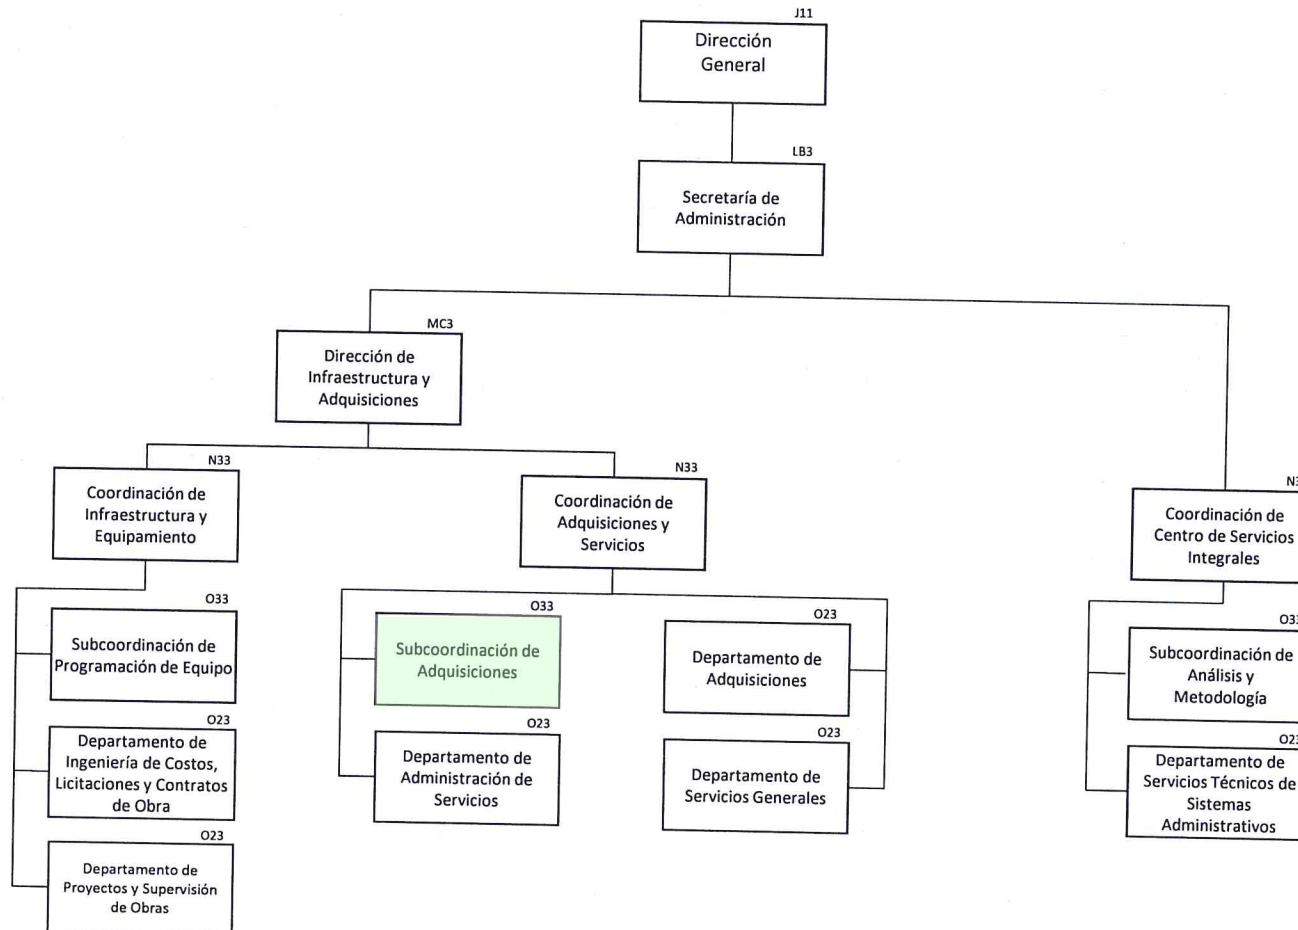 J11
Dirección
General
LB3
Secretaría de
Administración
MC3
Dirección de
Infraestructura y
Adquisiciones
N33
Coordinación de
Infraestructura y
Equipamiento
N33
Coordinación de
Adquisiciones y
Servicios
Coordinación de
Centro de Servicios
Integrales
O33
Subcoordinación de
Programación de Equipo
O23
Departamento de
Ingeniería de Costos,
Licitaciones y Contratos
de Obra
O23
Departamento de
Proyectos y Supervisión
de Obras
O33
Subcoordinación de
Adquisiciones
O23
Departamento de
Administración de
Servicios
O23
Departamento de
Adquisiciones
O23
Departamento de
Servicios Generales
O33
Subcoordinación de
Análisis y
Metodología
O23
Departamento de
Servicios Técnicos de
Sistemas
Administrativos